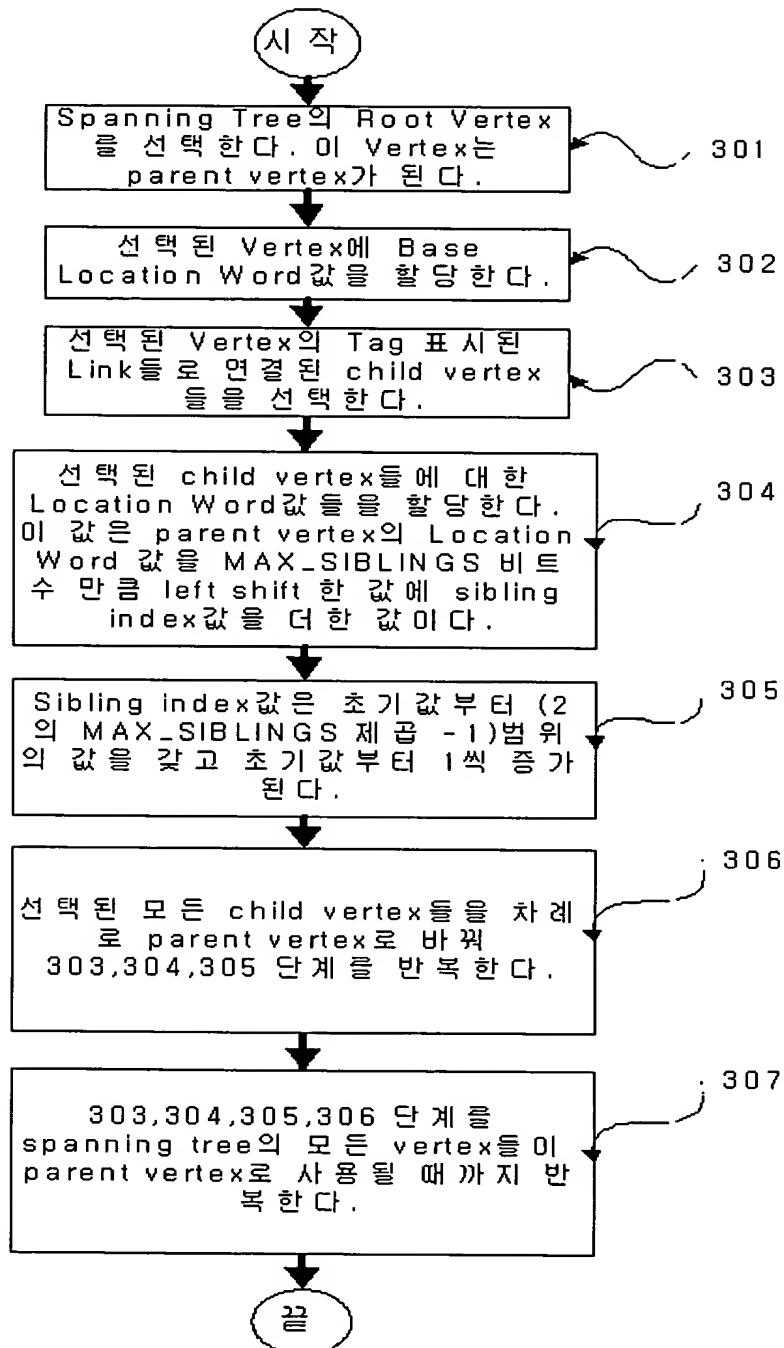 시작
Spanning Tree의 Root Vertex
를 선택한다. 이 Vertex는
parent vertex가 된다.
301
선택된 Vertex에 Base
Location Word값을 할당한다.
302
선택된 Vertex의 Tag 표시된
Link들로 연결된 child vertex
들을 선택한다.
303
선택된 child vertex들에 대한
Location Word값들을 할당한다.
이 값은 parent vertex의 Location
Word 값을 MAX_SIBLINGS 비트
수 만큼 left shift 한 값에 sibling
index값을 더한 값이다.
304
Sibling index값은 초기값부터 (2
의 MAX_SIBLINGS 제곱 -1)범위
의 값을 갖고 초기값부터 1씩 증가
된다.
305
선택된 모든 child vertex들을 차례
로 parent vertex로 바꿔
303,304,305 단계를 반복한다.
306
303,304,305,306 단계를
spanning tree의 모든 vertex들이
parent vertex로 사용될 때까지 반
복한다.
307
끝